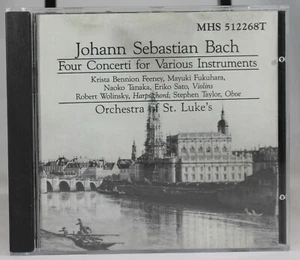 MHS 512268T
Johann Sebastian Bach
Four Concerti for Various Instruments
Krista Bennion Feeney, Mayuki Fukuhara,
Naoko Tanaka, Eriko Sato, Violins
Robert Wolinsky, Harpsichord; Stephen Taylor, Oboe
Orchestra of St. Luke's